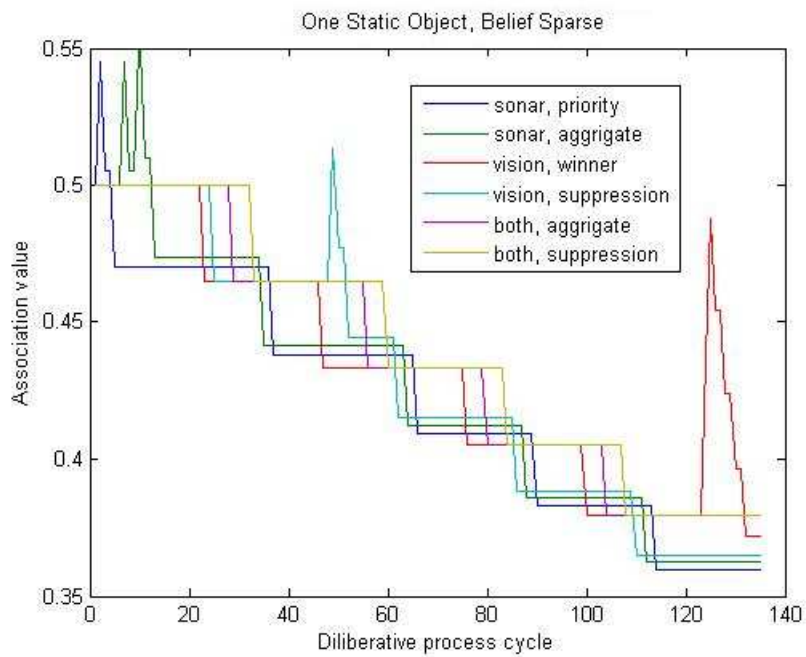 One Static Object, Belief Sparse
0.55
0.5
0.45
0.4
0.35
Association value
sonar, priority
sonar, aggrigate
vision, winner
vision, suppression
both, aggrigate
both, suppression
0 20 40 60 80 100 120 140
Diliberative process cycle